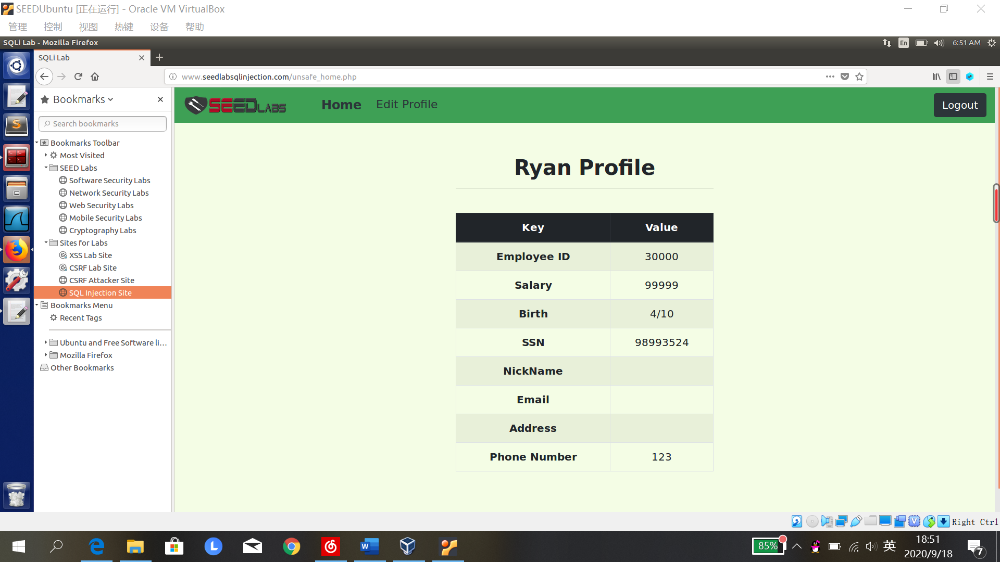 SEEDUbuntu [正在运行] - Oracle VM VirtualBox
管理 控制 视图 热键 设备 帮助
SQLi Lab - Mozilla Firefox
En 6:51 AM
SQLi Lab
www.seedlabsqlinjection.com/unsafe_home.php
Bookmarks
Search bookmarks
Bookmarks Toolbar
Most Visited
SEED Labs
Software Security Labs
Network Security Labs
Web Security Labs
Mobile Security Labs
Cryptography Labs
Sites for Labs
XSS Lab Site
CSRF Lab Site
CSRF Attacker Site
SQL Injection Site
Bookmarks Menu
Recent Tags
Ubuntu and Free Software li...
Mozilla Firefox
Other Bookmarks
SEEDLABS
Home Edit Profile
Logout
Ryan Profile
Key Value
Employee ID 30000
Salary 99999
Birth 4/10
SSN 98993524
NickName
Email
Address
Phone Number 123
Right Ctrl
85%
英
18:51
2020/9/18
7